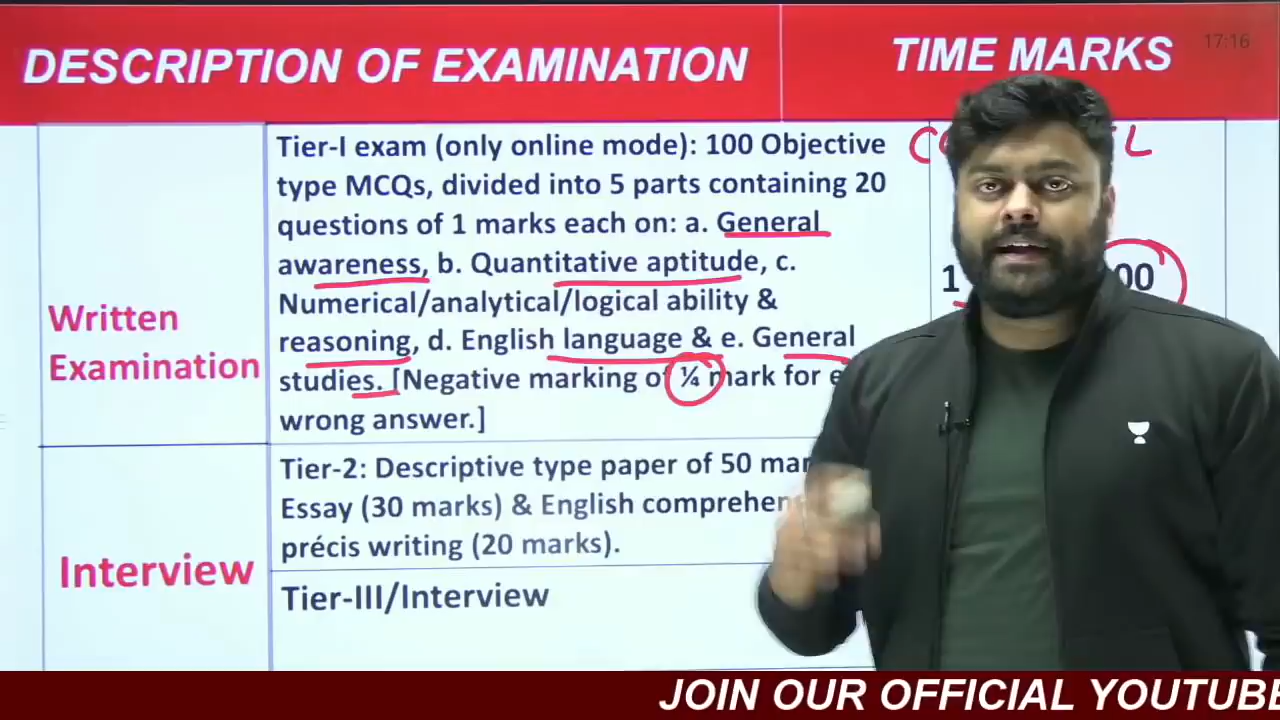 DESCRIPTION OF EXAMINATION
TIME MARKS
17:16
Tier-I exam (only online mode): 100 Objective
type MCQs, divided into 5 parts containing 20
questions of 1 marks each on: a. General
awareness, b. Quantitative aptitude, c.
Numerical/analytical/logical ability &
reasoning, d. English language & e. General
studies. [Negative marking of ¼ mark for
wrong answer.]
Written
Examination
1
00
Tier-2: Descriptive type paper of 50
Essay (30 marks) & English
précis writing (20 marks).
Interview
Tier-III/Interview
JOIN OUR OFFICIAL YOUTUBE